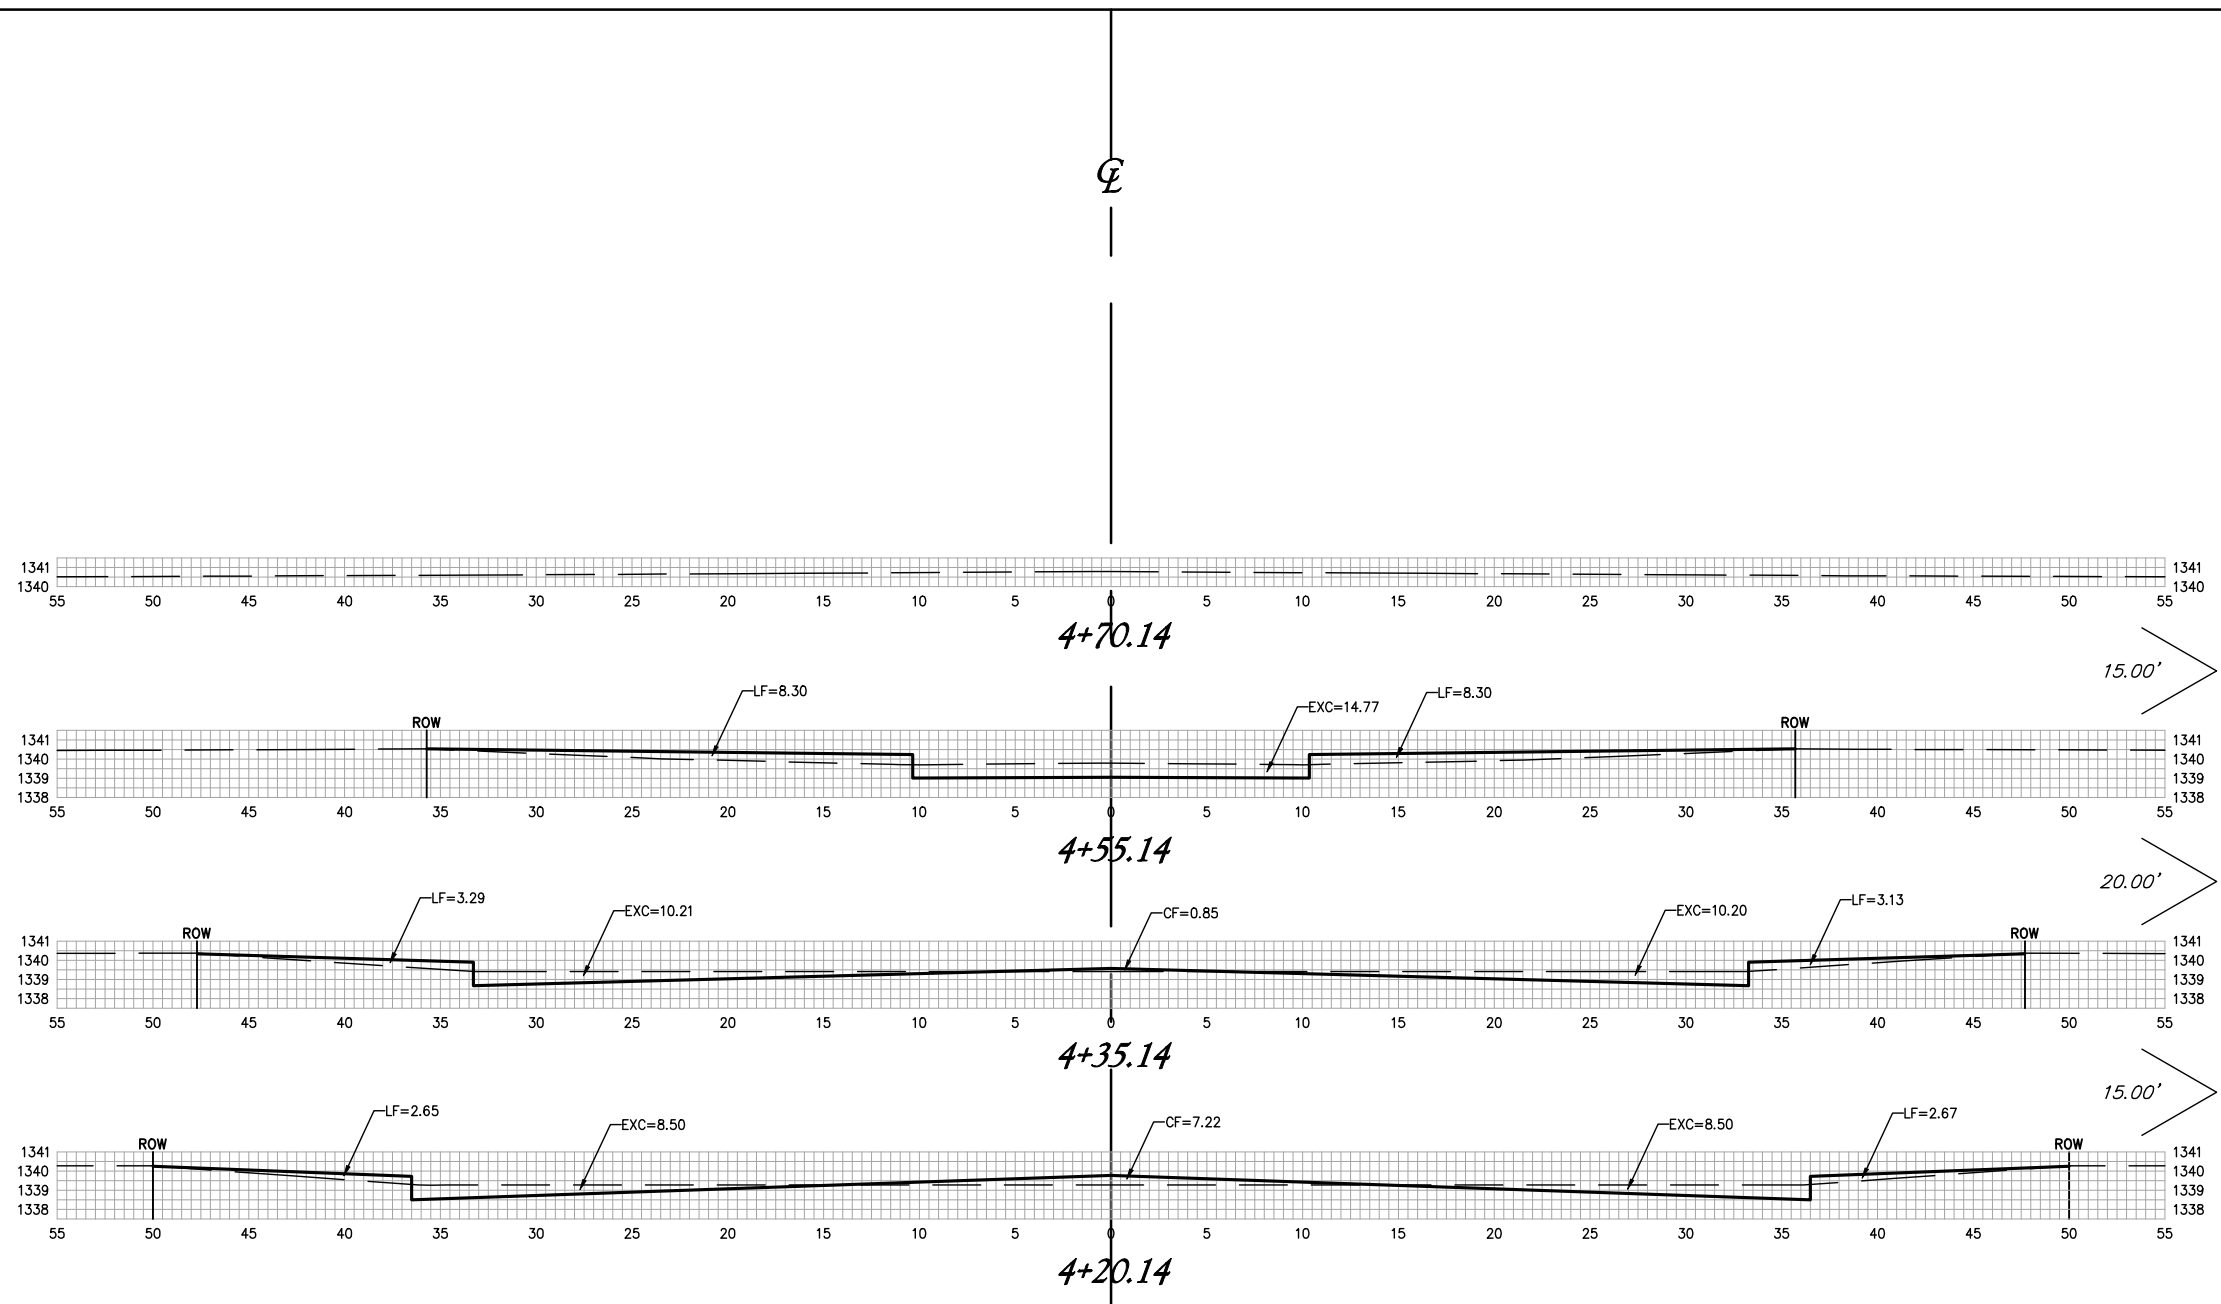 ℄
1341 1341
1340 1340
55 50 45 40 35 30 25 20 15 10 5 0 5 10 15 20 25 30 35 40 45 50 55
4+70.14
15.00'
LF=8.30 EXC=14.77 LF=8.30
ROW ROW
1341 1341
1340 1340
1339 1339
1338 1338
55 50 45 40 35 30 25 20 15 10 5 0 5 10 15 20 25 30 35 40 45 50 55
4+55.14
20.00'
LF=3.29 EXC=10.21 CF=0.85 EXC=10.20 LF=3.13
ROW ROW
1341 1341
1340 1340
1339 1339
1338 1338
55 50 45 40 35 30 25 20 15 10 5 0 5 10 15 20 25 30 35 40 45 50 55
4+35.14
15.00'
LF=2.65 EXC=8.50 CF=7.22 EXC=8.50 LF=2.67
ROW ROW
1341 1341
1340 1340
1339 1339
1338 1338
55 50 45 40 35 30 25 20 15 10 5 0 5 10 15 20 25 30 35 40 45 50 55
4+20.14